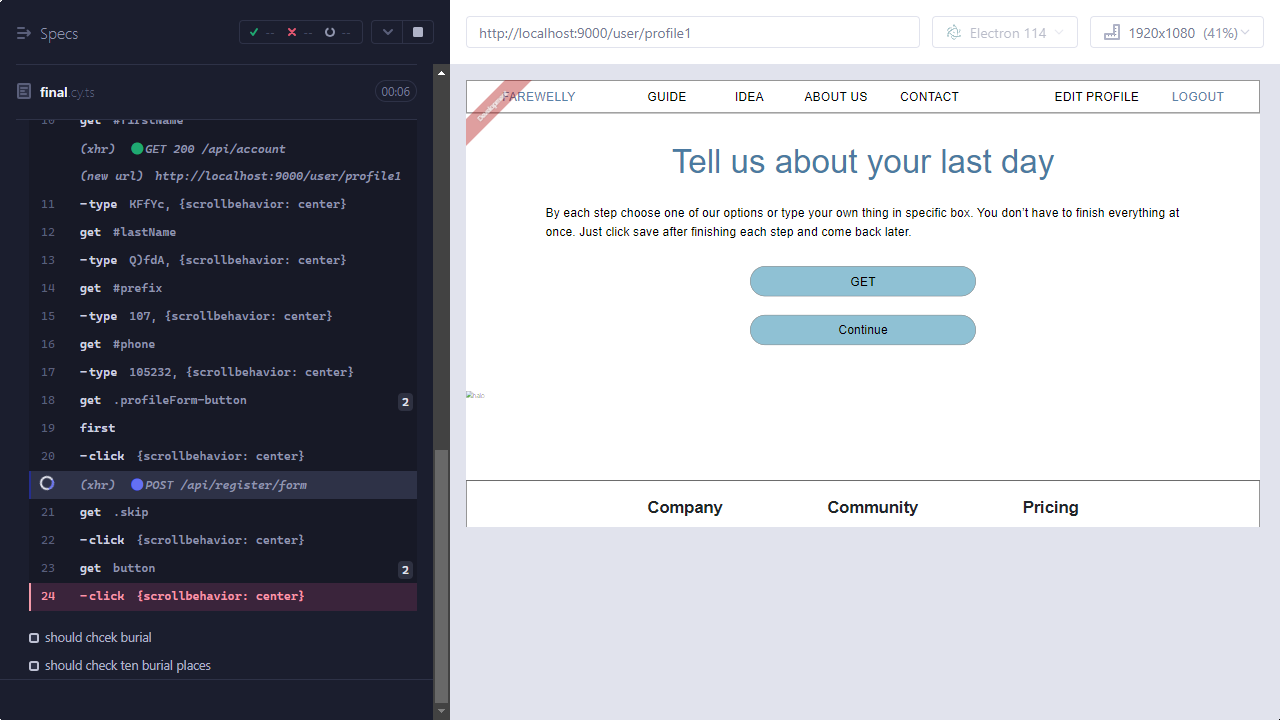 Specs
-- -- --
final.cy.ts
00:06
10 get #firstName
(xhr) GET 200 /api/account
(new url) http://localhost:9000/user/profile1
11 -type KFfYc, {scrollbehavior: center}
12 get #lastName
13 -type Q)fdA, {scrollbehavior: center}
14 get #prefix
15 -type 107, {scrollbehavior: center}
16 get #phone
17 -type 105232, {scrollbehavior: center}
18 get .profileForm-button 2
19 first
20 -click {scrollbehavior: center}
(xhr) POST /api/register/form
21 get .skip
22 -click {scrollbehavior: center}
23 get button 2
24 -click {scrollbehavior: center}
should chcek burial
should check ten burial places
http://localhost:9000/user/profile1
Electron 114
1920x1080 (41%)
Development
FAREWELLY GUIDE IDEA ABOUT US CONTACT EDIT PROFILE LOGOUT
Tell us about your last day
By each step choose one of our options or type your own thing in specific box. You don't have to finish everything at
once. Just click save after finishing each step and come back later.
GET
Continue
Company Community Pricing